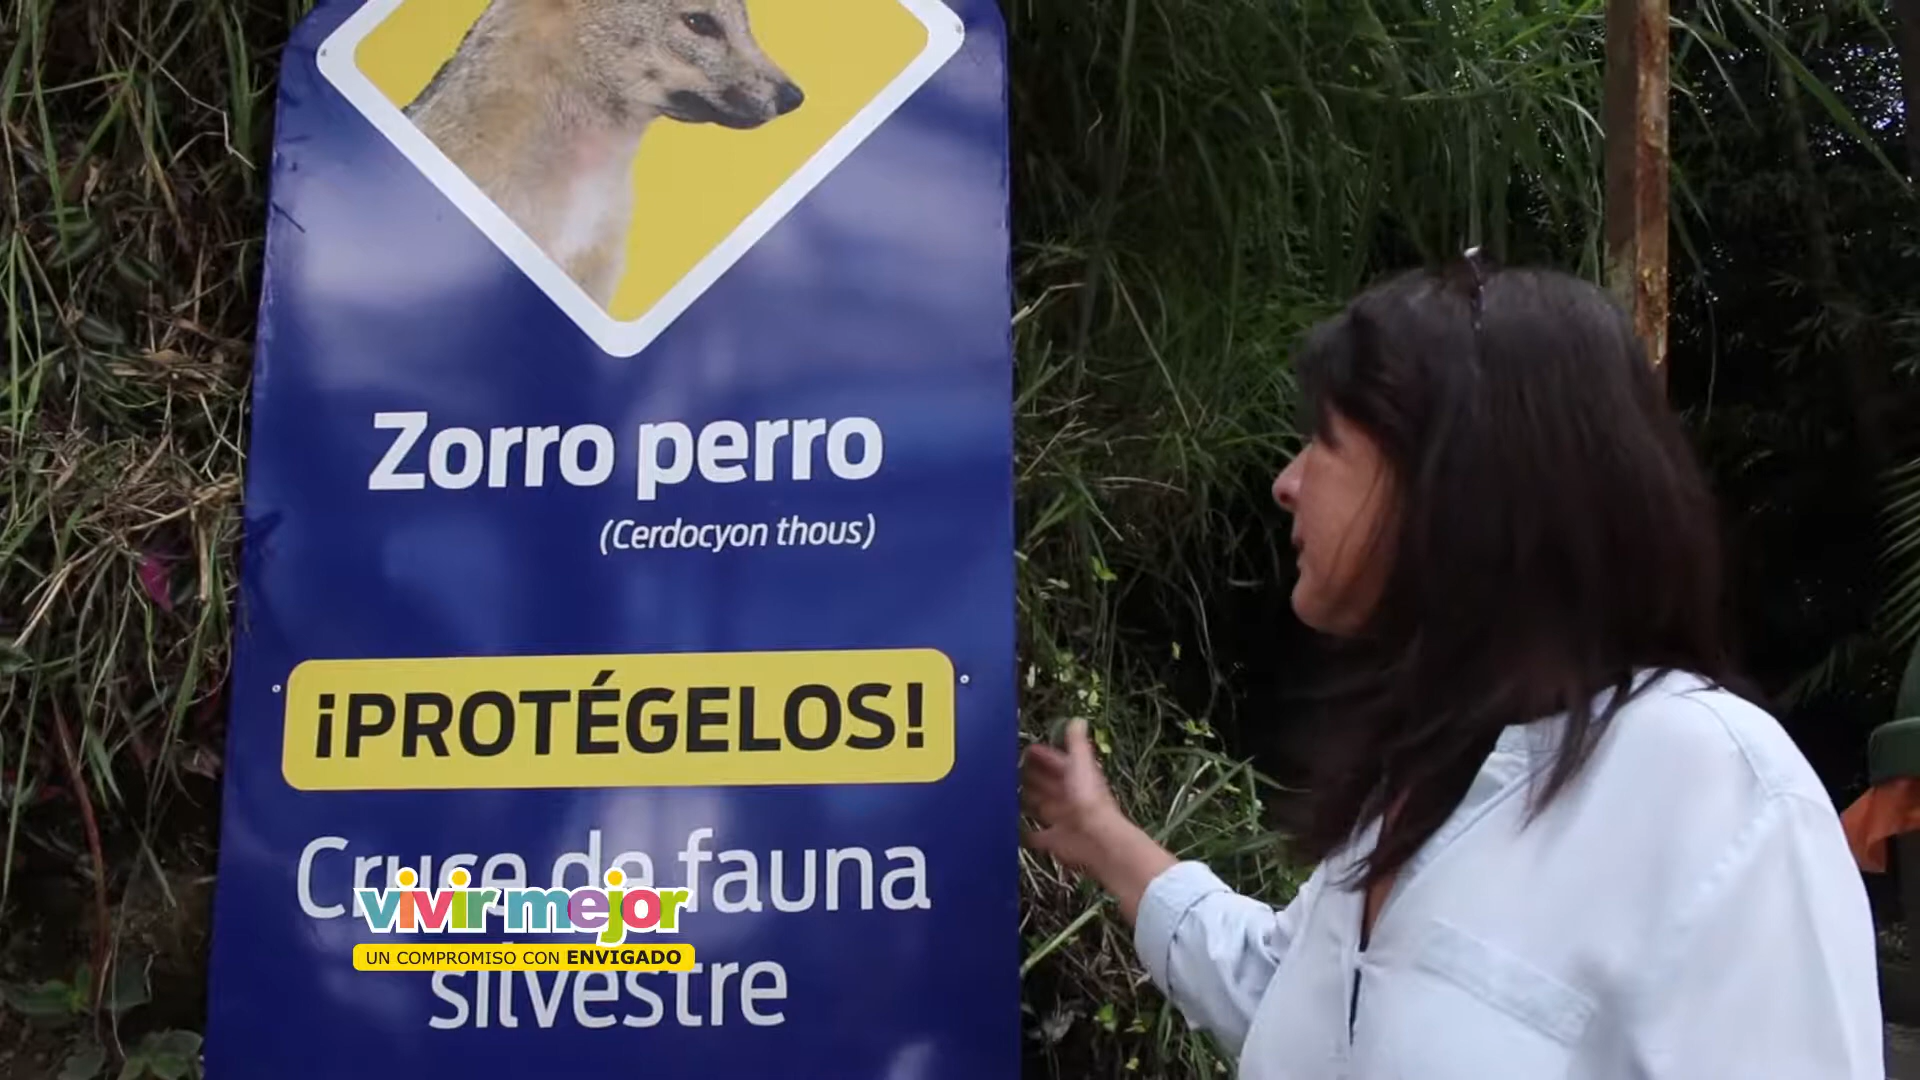 Zorro perro
(Cerdocyon thous)
¡PROTÉGELOS!
Cruce de fauna
silvestre
vivir mejor
UN COMPROMISO CON ENVIGADO